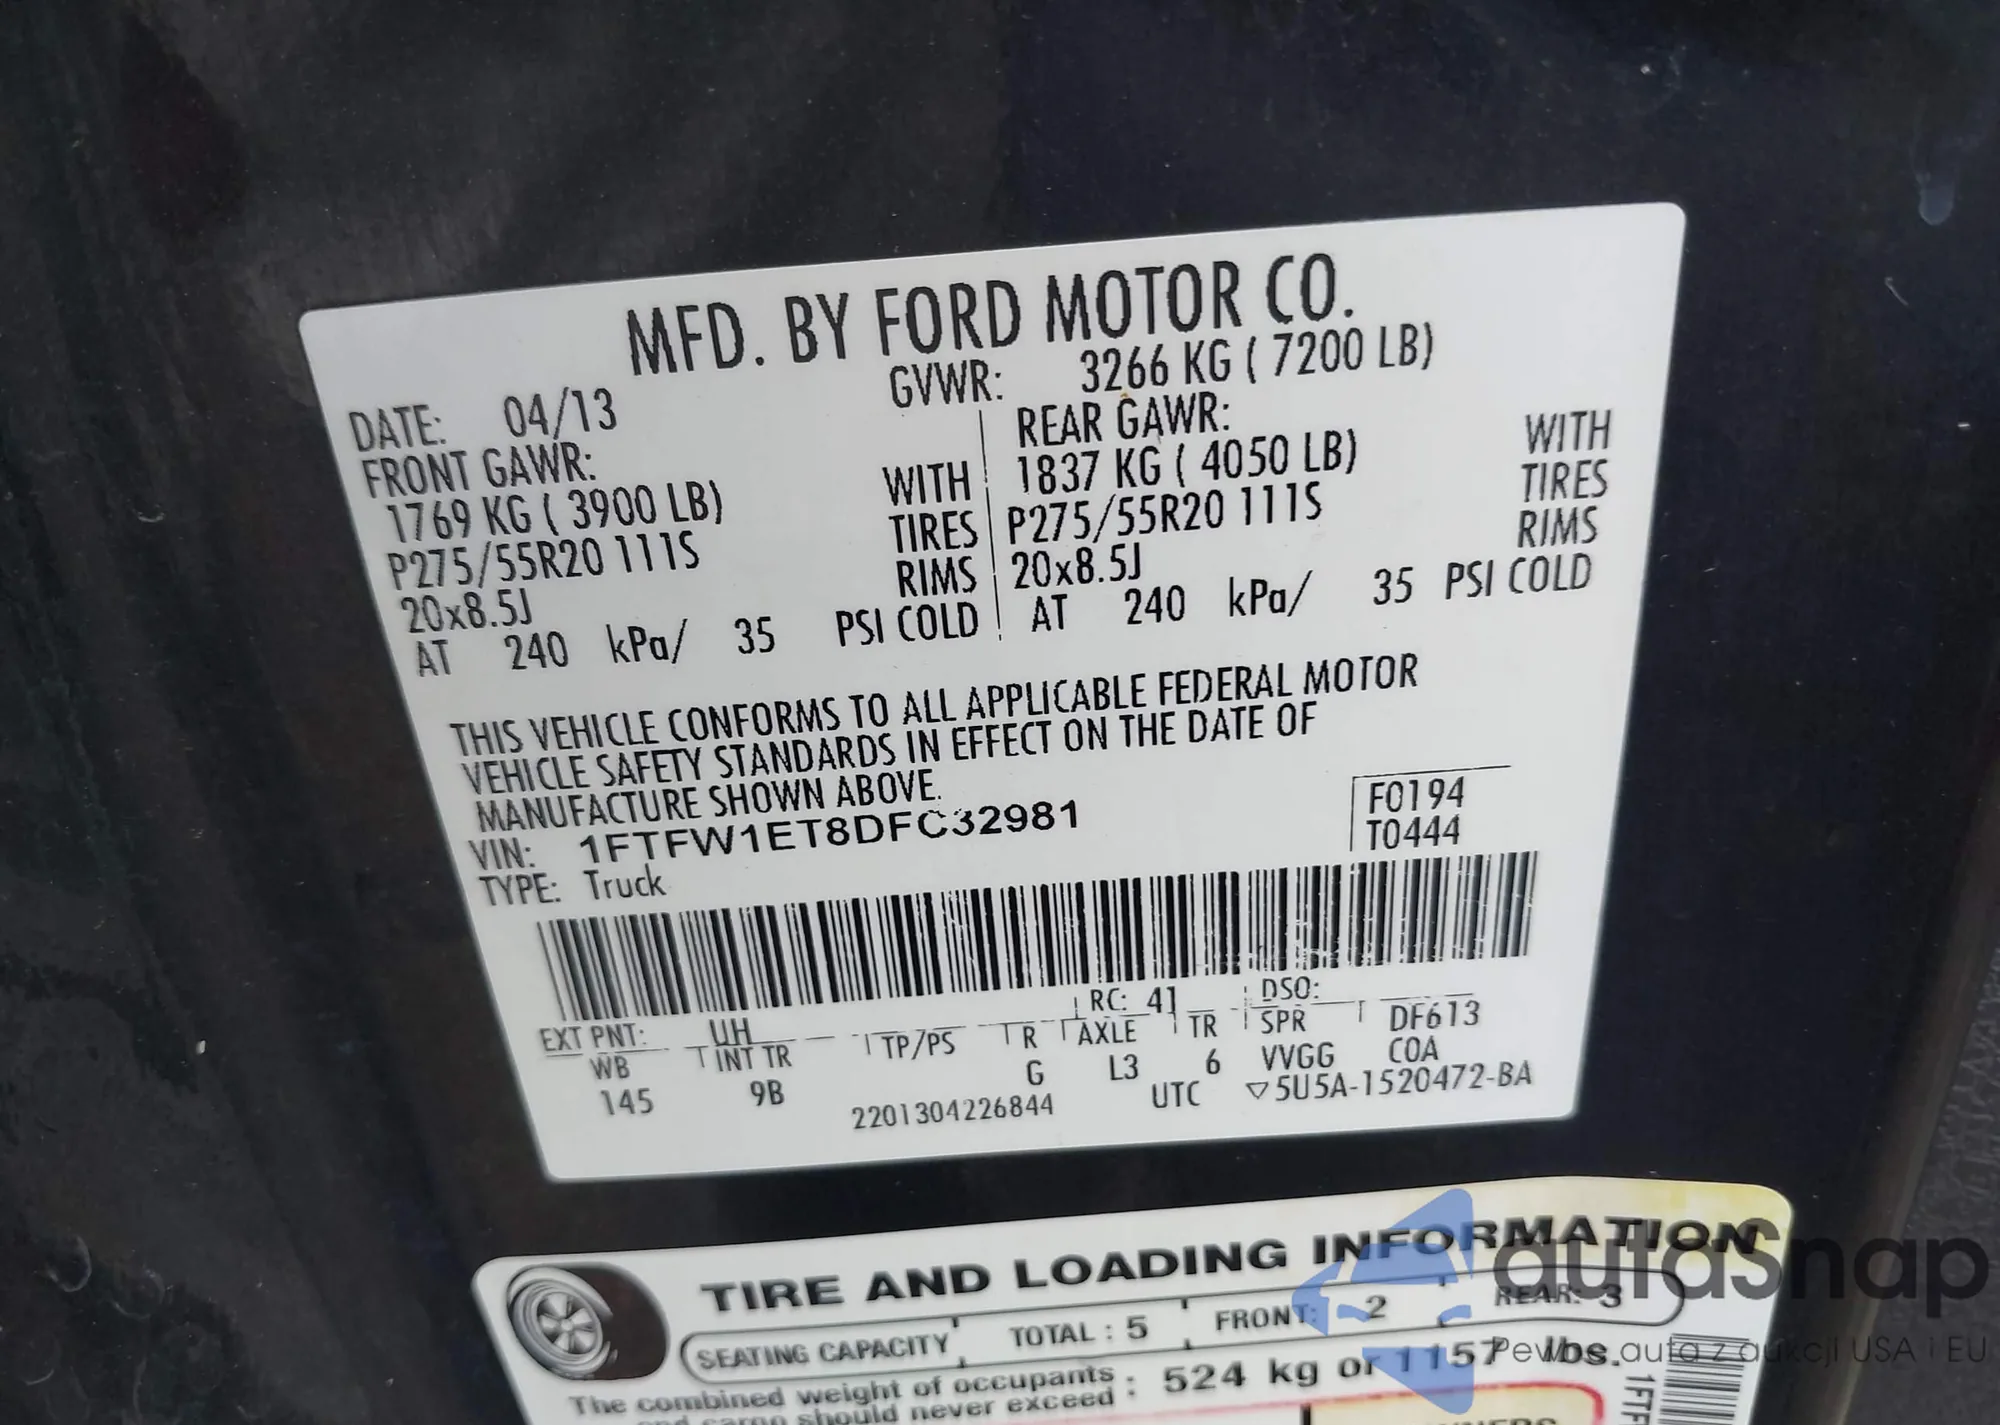 MFD. BY FORD MOTOR CO.
DATE: 04/13 GVWR: 3266 KG ( 7200 LB)
FRONT GAWR: REAR GAWR:
1769 KG ( 3900 LB) WITH 1837 KG ( 4050 LB) WITH
P275/55R20 111S TIRES P275/55R20 111S TIRES
20x8.5J RIMS 20x8.5J RIMS
AT 240 kPa/ 35 PSI COLD AT 240 kPa/ 35 PSI COLD
THIS VEHICLE CONFORMS TO ALL APPLICABLE FEDERAL MOTOR
VEHICLE SAFETY STANDARDS IN EFFECT ON THE DATE OF
MANUFACTURE SHOWN ABOVE.
VIN: 1FTFW1ET8DFC32981 F0194
TYPE: Truck T0444
EXT PNT: UH RC: 41 DSO:
WB INT TR TP/PS R AXLE TR SPR DF613
145 9B G L3 6 VVGG COA
2201304226844 UTC ▽5U5A-1520472-BA
TIRE AND LOADING INFORMATION
SEATING CAPACITY TOTAL : 5 FRONT: 2 REAR: 3
The combined weight of occupants
and cargo should never exceed : 524 kg or 1157 lbs.
1FTF
autoSnap
Pewne auta z aukcji USA i EU